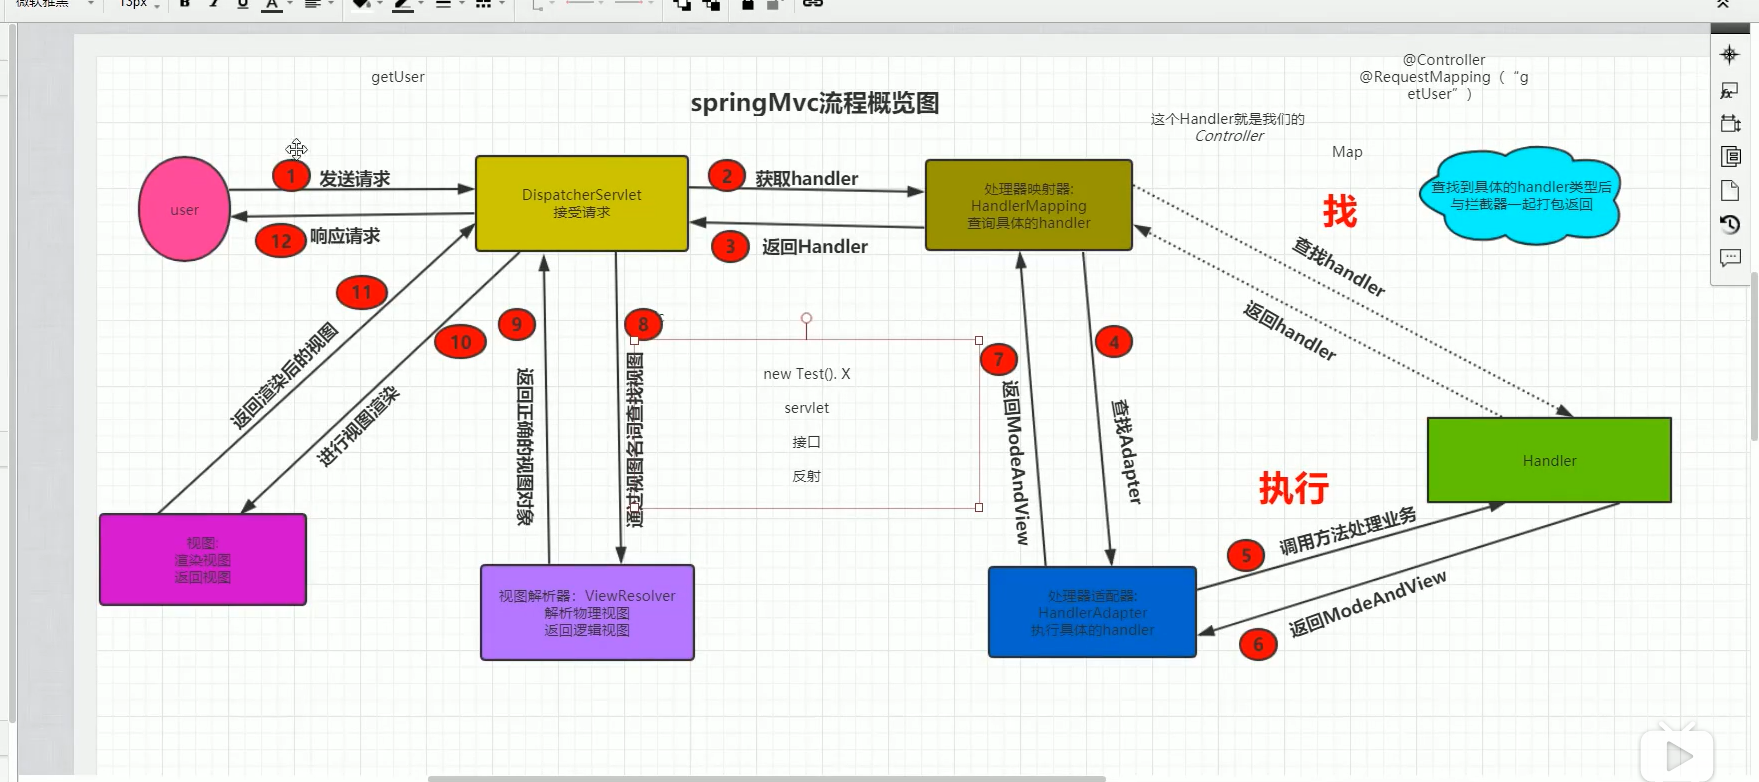 微软雅黑
13px
B
U
A
getUser
springMvc流程概览图
@Controller
@RequestMapping（“g
etUser”）
这个Handler就是我们的
Controller
Map
user
1
发送请求
12
响应请求
DispatcherServlet
接受请求
2
获取handler
3
返回Handler
处理器映射器:
HandlerMapping
查询具体的handler
找
查找到具体的handler类型后
与拦截器一起打包返回
查找handler
返回handler
11
返回渲染后的视图
10
进行视图渲染
9
返回正确的视图对象
8
通过视图名词查找视图
new Test(). X
servlet
接口
反射
7
返回ModeAndView
4
查找Adapter
Handler
执行
5
调用方法处理业务
6
返回ModeAndView
视图:
渲染视图
返回视图
视图解析器：ViewResolver
解析物理视图
返回逻辑视图
处理器适配器:
HandlerAdapter
执行具体的handler